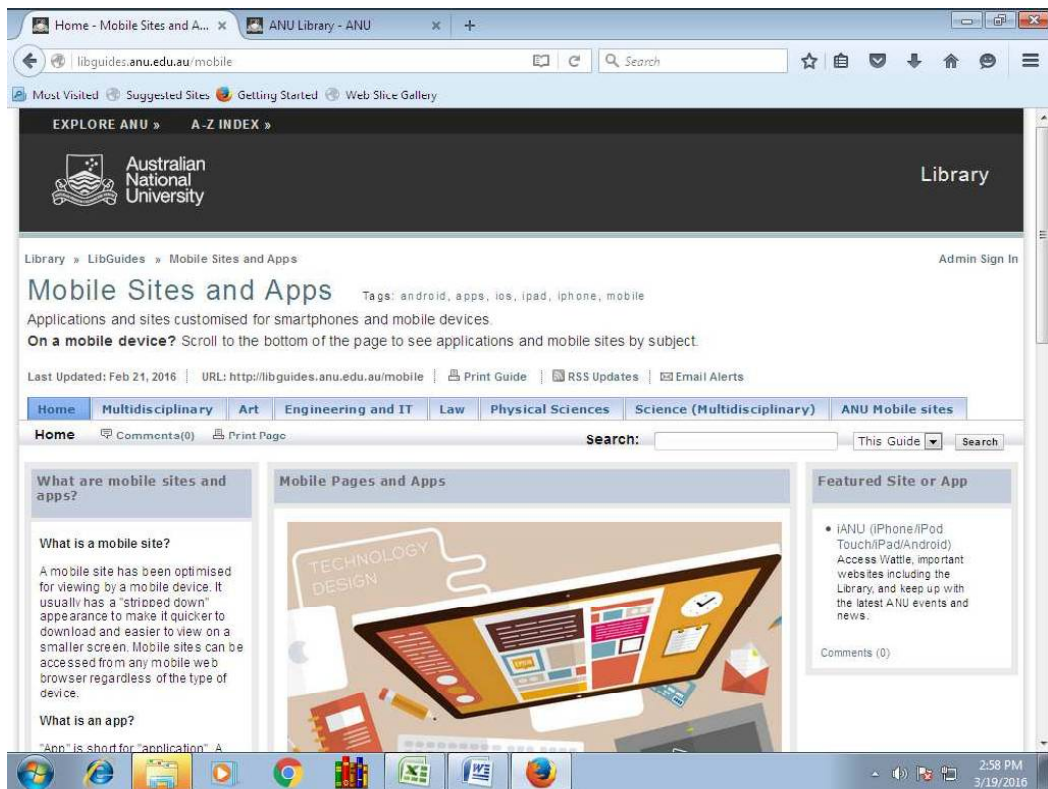 Home - Mobile Sites and A... ×
ANU Library - ANU ×
libguides.anu.edu.au/mobile
Search
Most Visited Suggested Sites Getting Started Web Slice Gallery
EXPLORE ANU » A-Z INDEX »
Australian
National
University
Library
Library » LibGuides » Mobile Sites and Apps
Admin Sign In
Mobile Sites and Apps Tags: android, apps, ios, ipad, iphone, mobile
Applications and sites customised for smartphones and mobile devices.
On a mobile device? Scroll to the bottom of the page to see applications and mobile sites by subject.
Last Updated: Feb 21, 2016 URL: http://libguides.anu.edu.au/mobile Print Guide RSS Updates Email Alerts
Home Multidisciplinary Art Engineering and IT Law Physical Sciences Science (Multidisciplinary) ANU Mobile sites
Home Comments(0) Print Page Search: This Guide Search
What are mobile sites and
apps?
What is a mobile site?
A mobile site has been optimised
for viewing by a mobile device. It
usually has a "stripped down"
appearance to make it quicker to
download and easier to view on a
smaller screen. Mobile sites can be
accessed from any mobile web
browser regardless of the type of
device.
What is an app?
"App" is short for "application". A
Mobile Pages and Apps
TECHNOLOGY
DESIGN
Featured Site or App
• iANU (iPhone/iPod
Touch/iPad/Android)
Access Wattle, important
websites including the
Library, and keep up with
the latest ANU events and
news.
Comments (0)
2:58 PM
3/19/2016